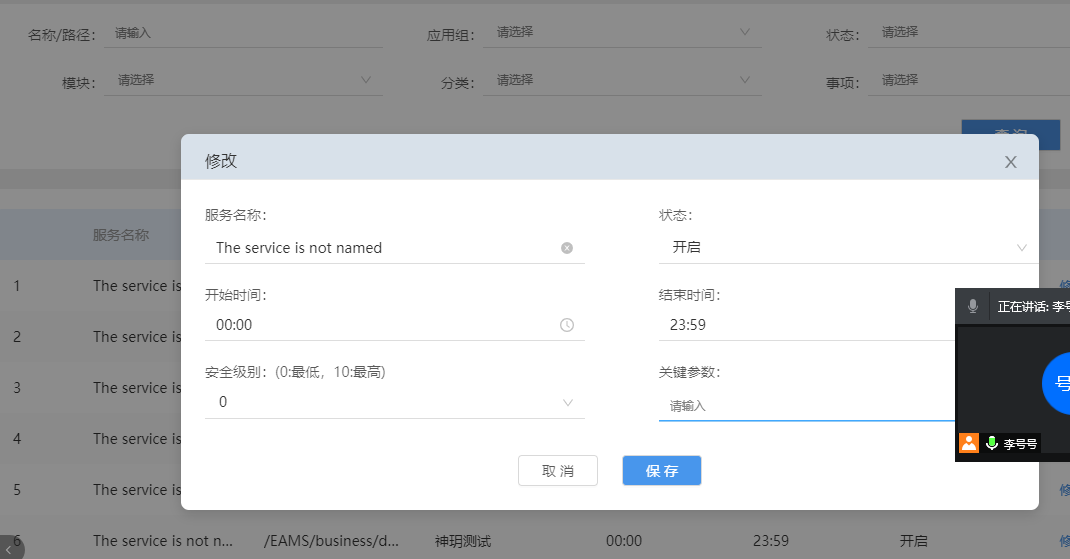 名称/路径： 请输入 应用组： 请选择 状态： 请选择
模块： 请选择 分类： 请选择 事项： 请选择
查 询
修改 X
服务名称： 状态：
The service is not named 开启
开始时间： 结束时间：
00:00 23:59
安全级别：(0:最低，10:最高) 关键参数：
0 请输入
取 消 保 存
服务名称
1 The service is 修
2 The service is
3 The service is
4 The service is
5 The service is 修
6 The service is not n... /EAMS/business/d... 神玥测试 00:00 23:59 开启 修
正在讲话: 李号
号
李号号